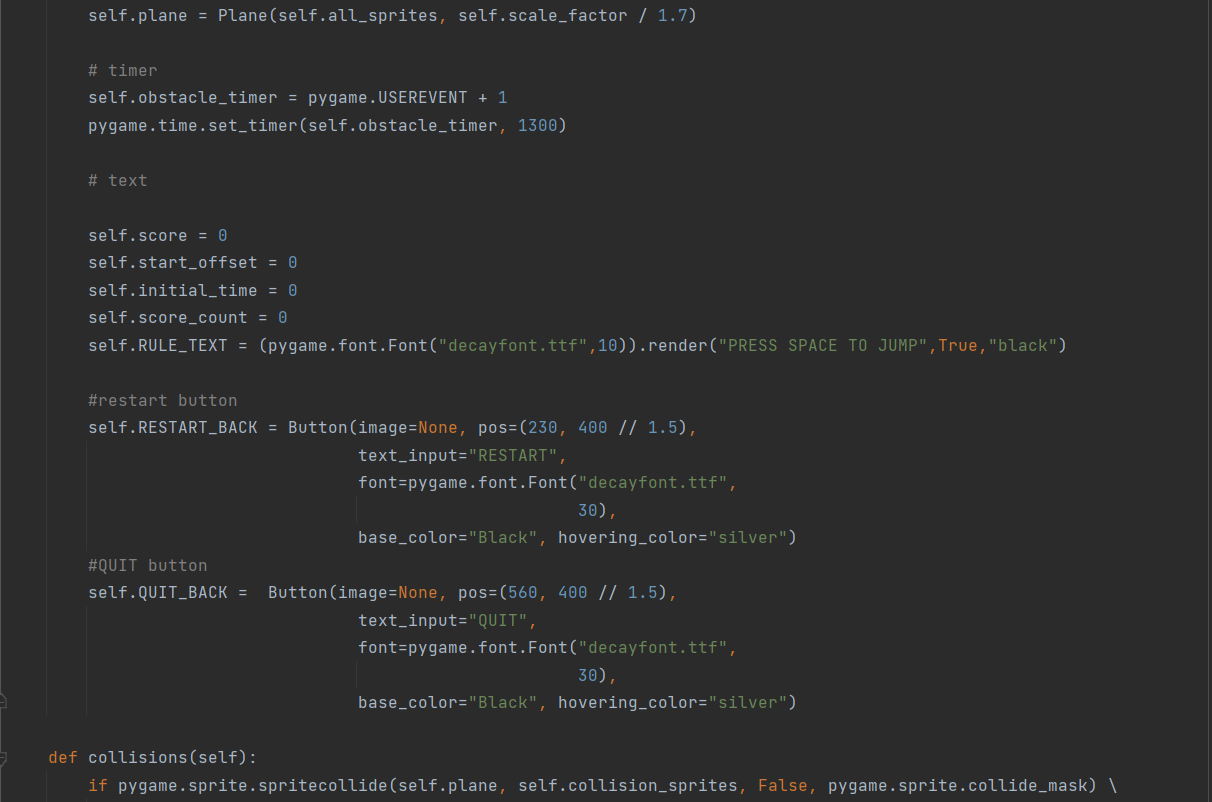 self.plane = Plane(self.all_sprites, self.scale_factor / 1.7)
# timer
self.obstacle_timer = pygame.USEREVENT + 1
pygame.time.set_timer(self.obstacle_timer, 1300)
# text
self.score = 0
self.start_offset = 0
self.initial_time = 0
self.score_count = 0
self.RULE_TEXT = (pygame.font.Font("decayfont.ttf",10)).render("PRESS SPACE TO JUMP",True,"black")
#restart button
self.RESTART_BACK = Button(image=None, pos=(230, 400 // 1.5),
text_input="RESTART",
font=pygame.font.Font("decayfont.ttf",
30),
base_color="Black", hovering_color="silver")
#QUIT button
self.QUIT_BACK =  Button(image=None, pos=(560, 400 // 1.5),
text_input="QUIT",
font=pygame.font.Font("decayfont.ttf",
30),
base_color="Black", hovering_color="silver")
def collisions(self):
if pygame.sprite.spritecollide(self.plane, self.collision_sprites, False, pygame.sprite.collide_mask) \